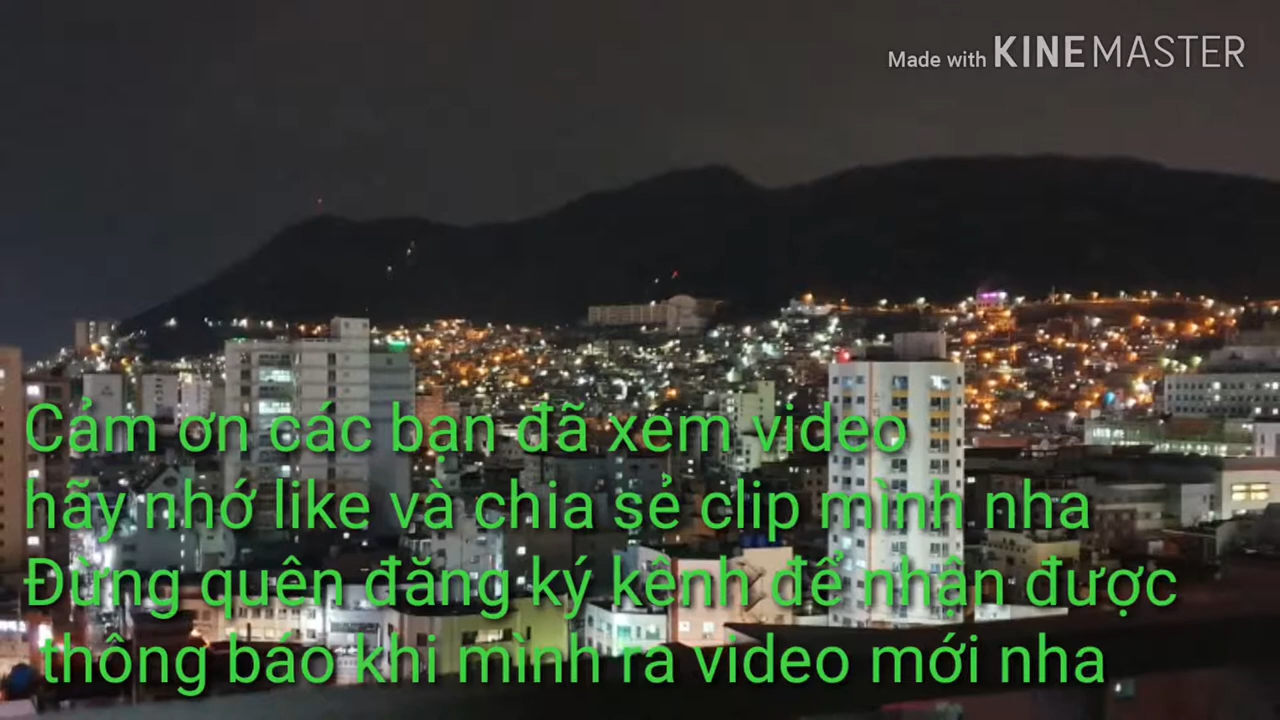 Made with KINEMASTER
Cảm ơn các bạn đã xem video
hãy nhớ like và chia sẻ clip mình nha
Đừng quên đăng ký kênh để nhận được
thông báo khi mình ra video mới nha